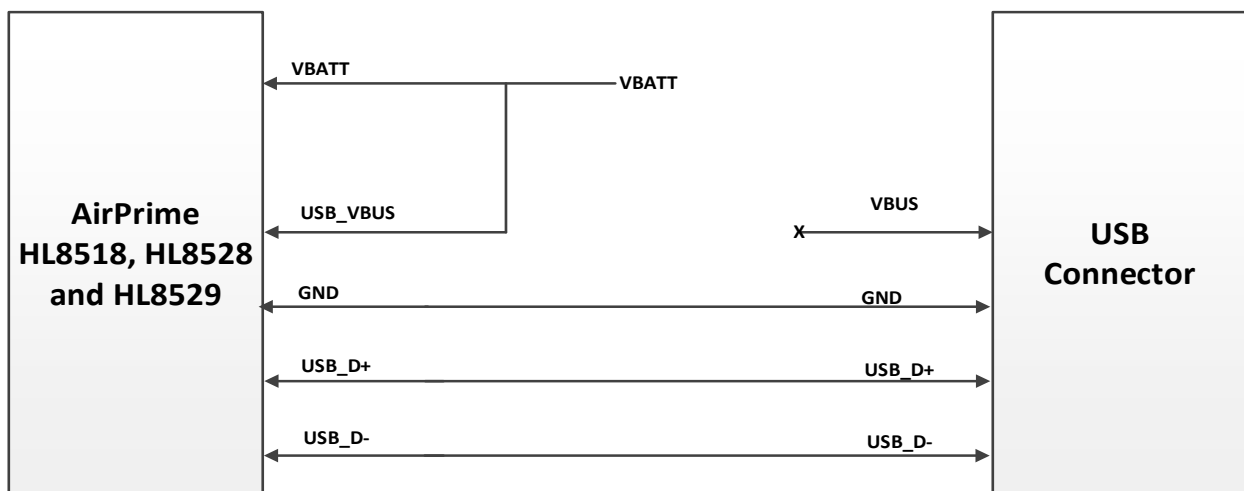 VBATT
VBATT
USB_VBUS
VBUS
X
AirPrime
HL8518, HL8528
and HL8529
USB
Connector
GND
GND
USB_D+
USB_D+
USB_D-
USB_D-